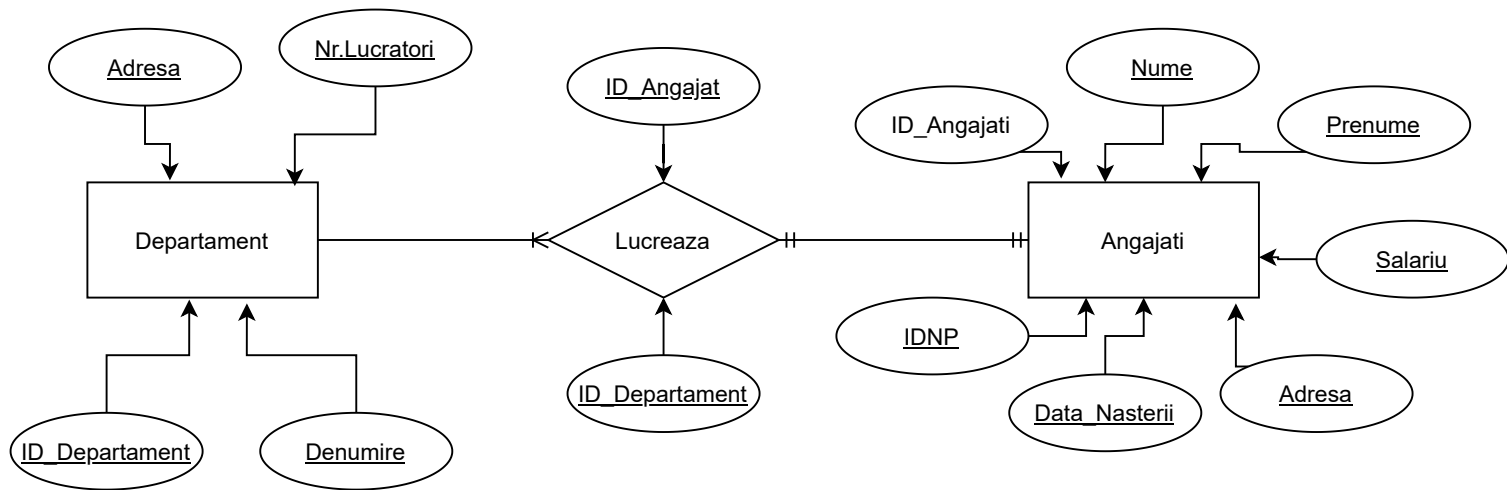 Adresa
Nr.Lucratori
ID_Angajat
Nume
ID_Angajati
Prenume
Departament
Lucreaza
Angajati
Salariu
IDNP
ID_Departament
Data_Nasterii
Adresa
ID_Departament
Denumire